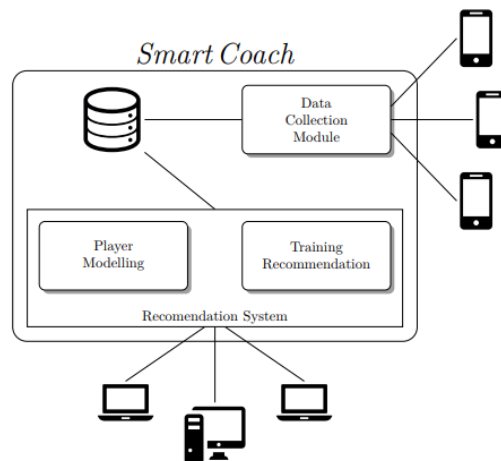 Smart Coach
Data
Collection
Module
Player
Modelling
Training
Recommendation
Recomendation System